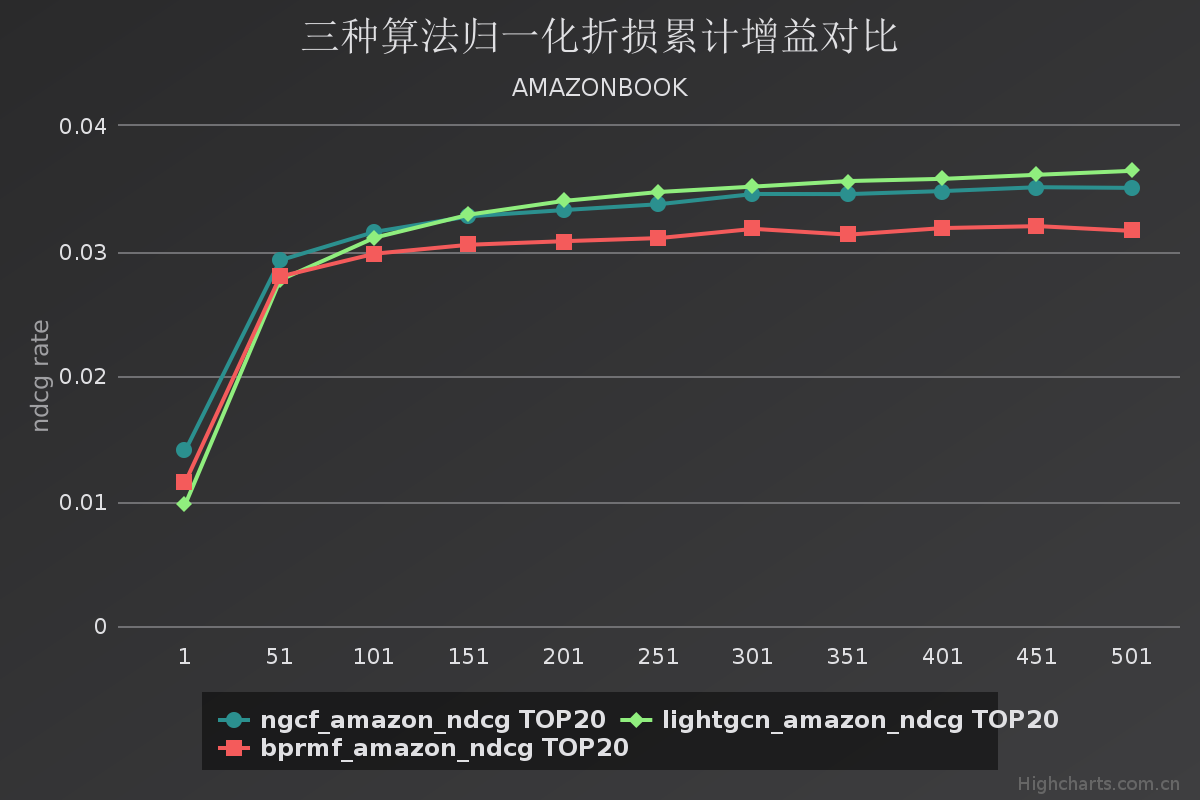 三种算法归一化折损累计增益对比
AMAZONBOOK
ndcg rate
0.04
0.03
0.02
0.01
0
1 51 101 151 201 251 301 351 401 451 501
ngcf_amazon_ndcg TOP20 lightgcn_amazon_ndcg TOP20
bprmf_amazon_ndcg TOP20
Highcharts.com.cn